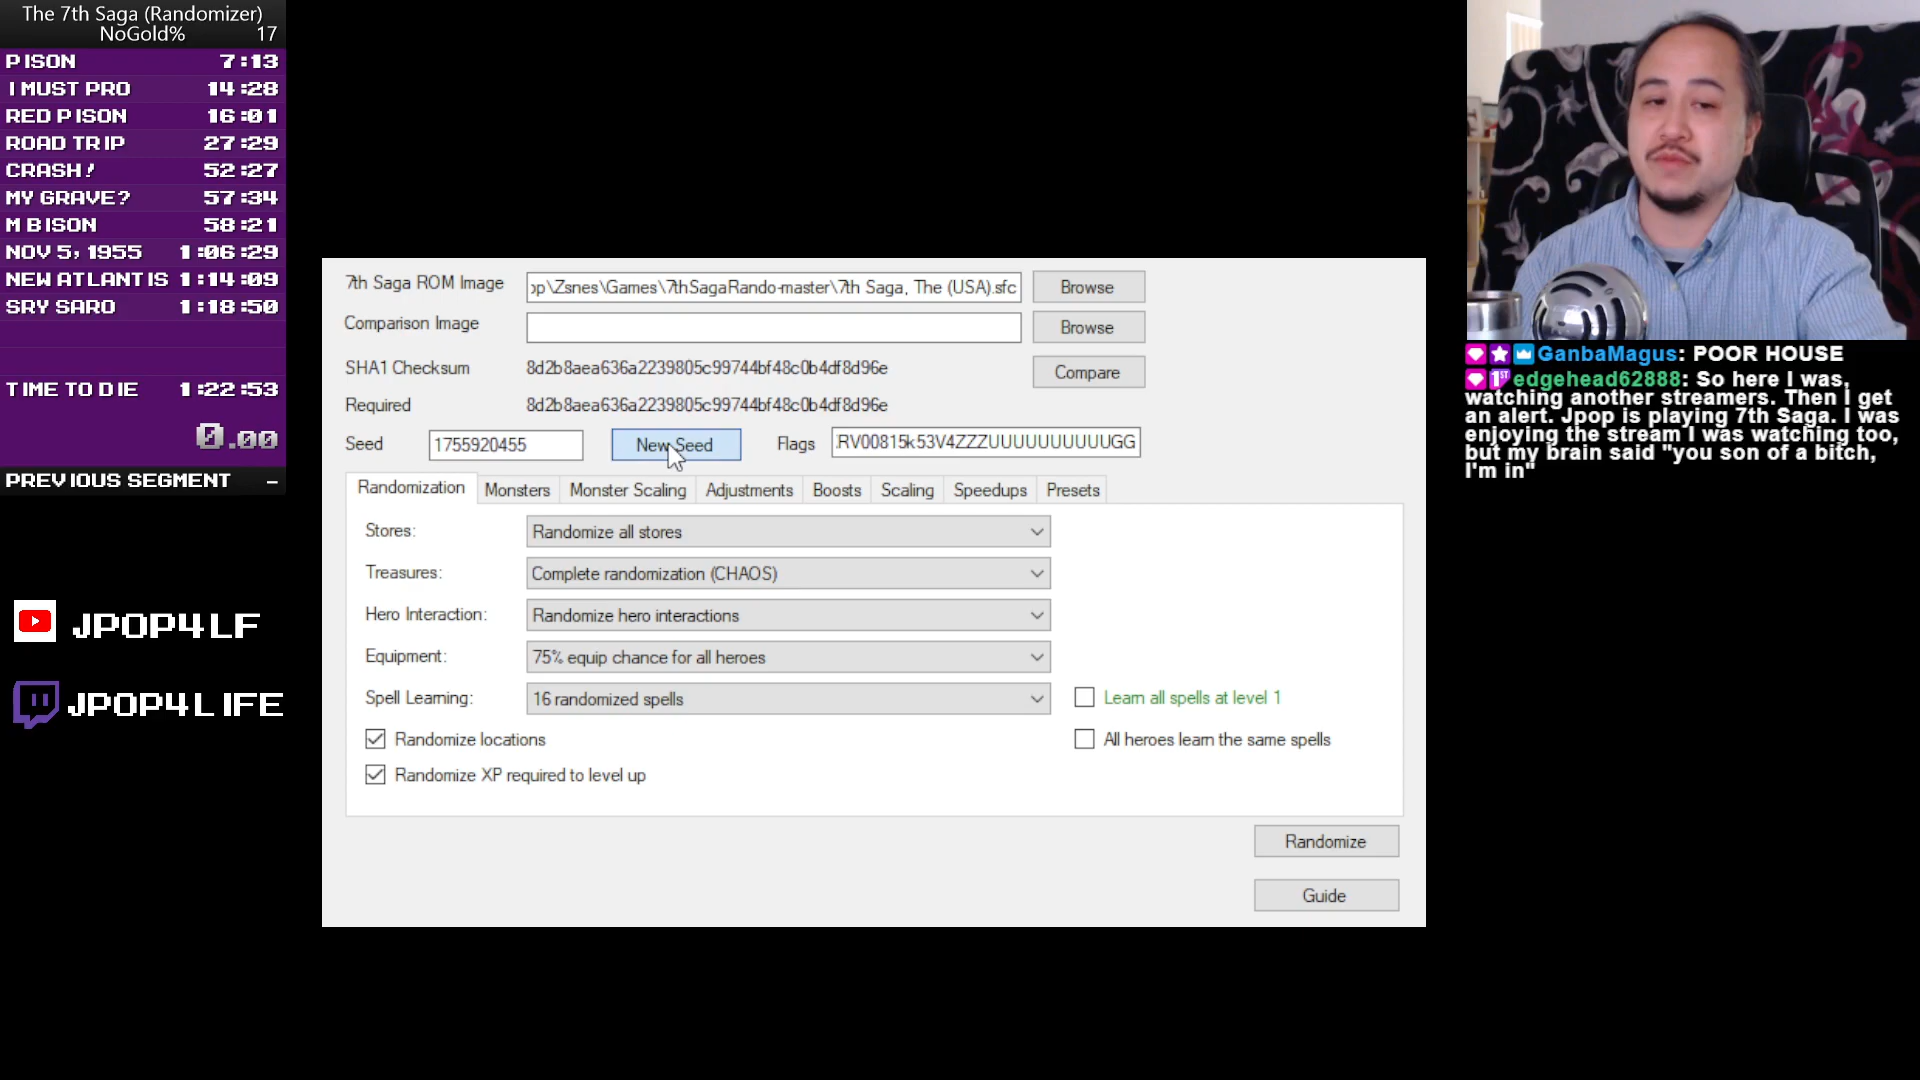 The 7th Saga (Randomizer)
NoGold% 17
PISON 7:13
I MUST PRO 14:28
RED PISON 16:01
ROAD TRIP 27:29
CRASH! 52:27
MY GRAVE? 57:34
M BISON 58:21
NOV 5, 1955 1:06:29
NEW ATLANTIS 1:14:09
SRY SARO 1:18:50
TIME TO DIE 1:22:53
0.00
PREVIOUS SEGMENT –
JPOP4LF
JPOP4LIFE
7th Saga ROM Image
op\Zsnes\Games\7thSagaRando-master\7th Saga, The (USA).sfc
Browse
Comparison Image
Browse
SHA1 Checksum 8d2b8aea636a2239805c99744bf48c0b4df8d96e
Compare
Required 8d2b8aea636a2239805c99744bf48c0b4df8d96e
Seed 1755920455 New Seed Flags RV00815k53V4ZZZUUUUUUUUUUGG
Randomization Monsters Monster Scaling Adjustments Boosts Scaling Speedups Presets
Stores: Randomize all stores
Treasures: Complete randomization (CHAOS)
Hero Interaction: Randomize hero interactions
Equipment: 75% equip chance for all heroes
Spell Learning: 16 randomized spells Learn all spells at level 1
Randomize locations All heroes learn the same spells
Randomize XP required to level up
Randomize
Guide
GanbaMagus: POOR HOUSE
1ST edgehead62888: So here I was,
watching another streamers. Then I get
an alert. Jpop is playing 7th Saga. I was
enjoying the stream I was watching too,
but my brain said "you son of a bitch,
I'm in"